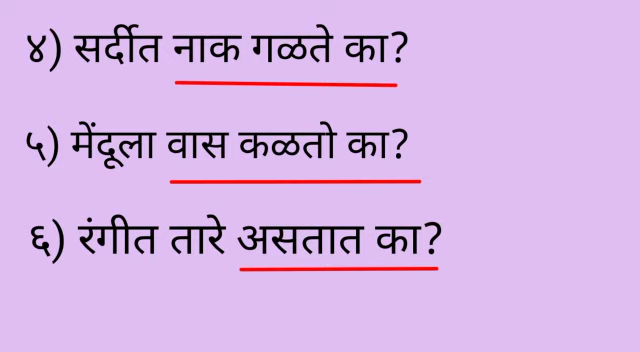 ४) सर्दीत नाक गळते का?
५) मेंदूला वास कळतो का?
६) रंगीत तारे असतात का?